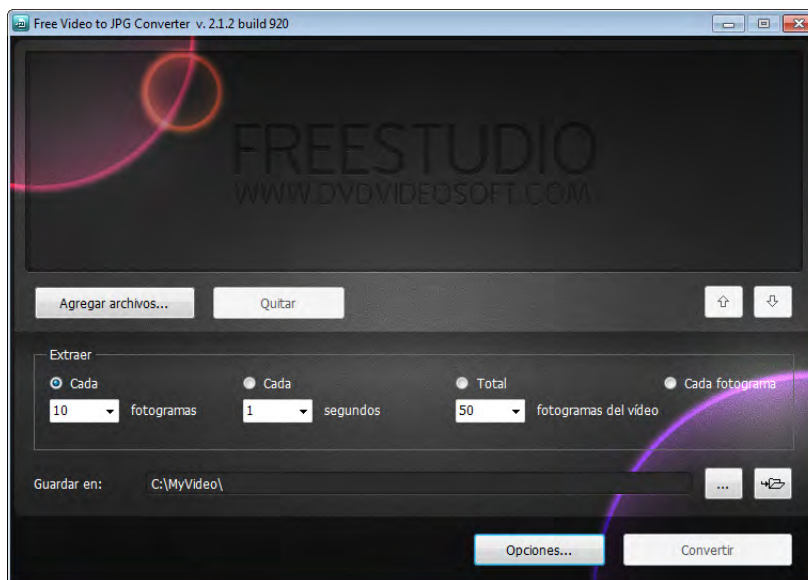 Free Video to JPG Converter v. 2.1.2 build 920
FREESTUDIO
WWW.DVDVIDEOSOFT.COM
Agregar archivos... Quitar
Extraer
Cada Cada Total Cada fotograma
10 fotogramas 1 segundos 50 fotogramas del vídeo
Guardar en: C:\MyVideo\ ...
Opciones... Convertir